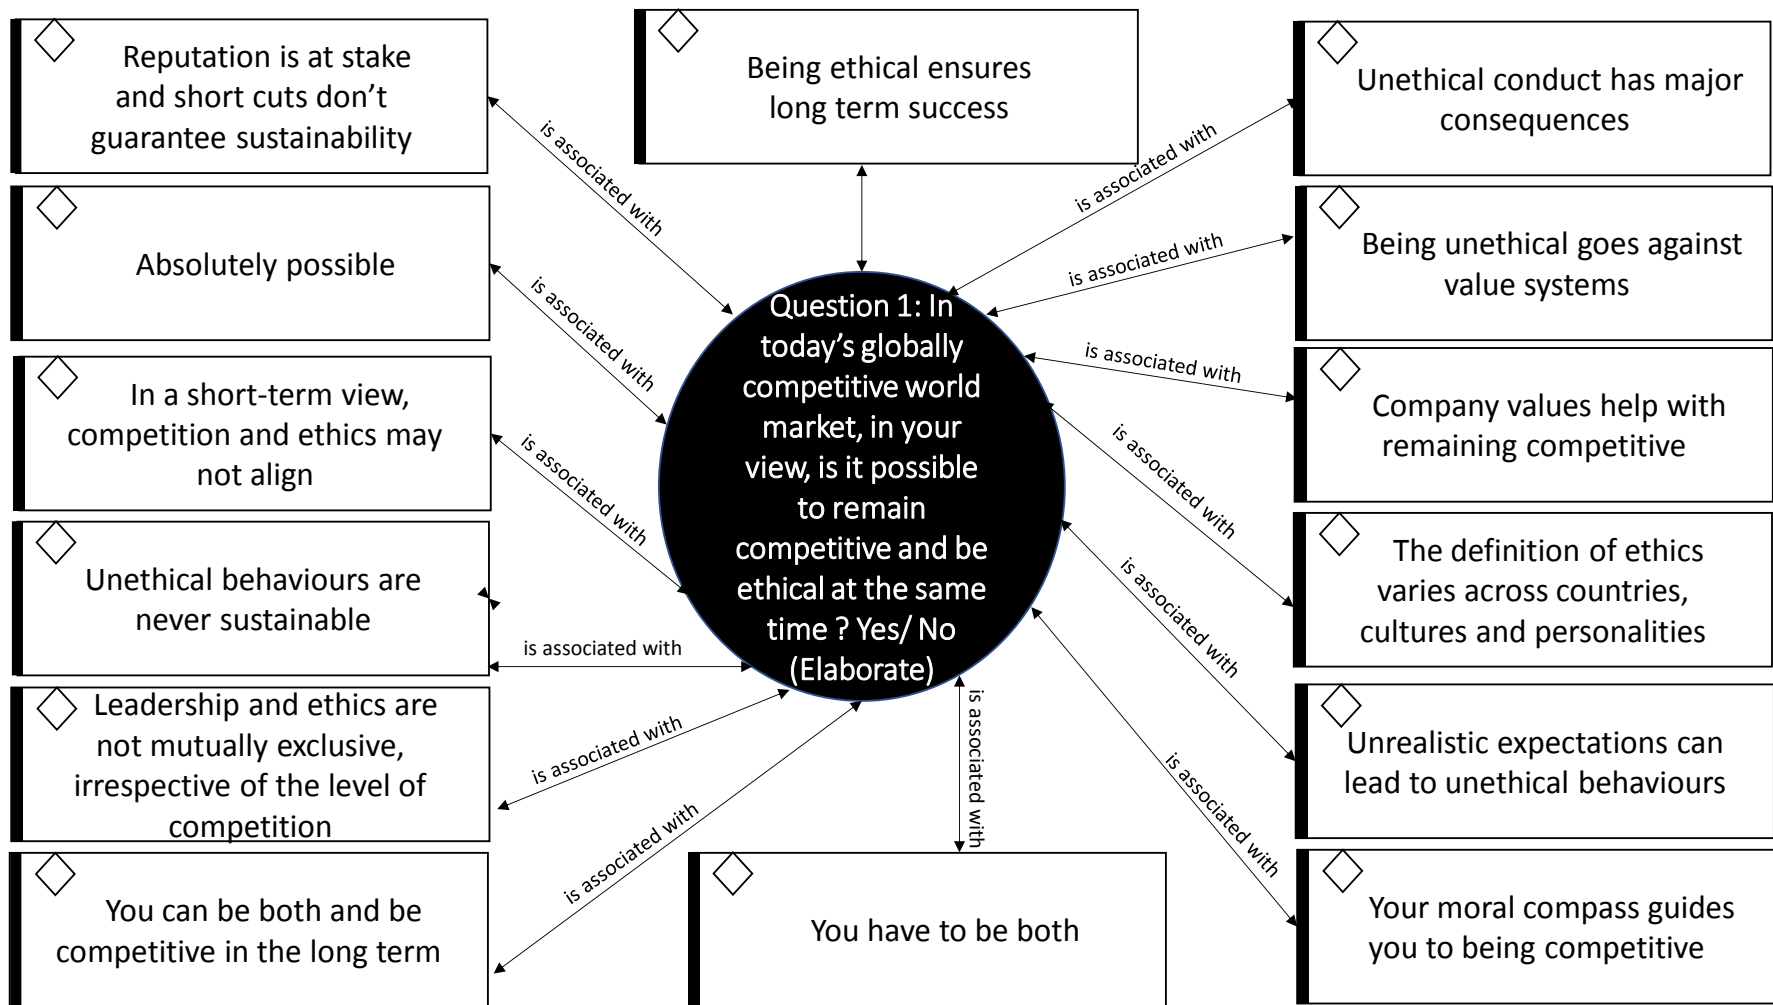 Reputation is at stake
and short cuts don’t
guarantee sustainability
Being ethical ensures
long term success
Unethical conduct has major
consequences
is associated with
is associated with
Absolutely possible
is associated with
Being unethical goes against
value systems
is associated with
Question 1: In
today’s globally
competitive world
market, in your
view, is it possible
to remain
competitive and be
ethical at the same
time ? Yes/ No
(Elaborate)
In a short-term view,
competition and ethics may
not align
is associated with
is associated with
Company values help with
remaining competitive
is associated with
Unethical behaviours are
never sustainable
is associated with
The definition of ethics
varies across countries,
cultures and personalities
is associated with
Leadership and ethics are
not mutually exclusive,
irrespective of the level of
competition
is associated with
Unrealistic expectations can
lead to unethical behaviours
is associated with
You can be both and be
competitive in the long term
is associated with
is associated with
You have to be both
Your moral compass guides
you to being competitive